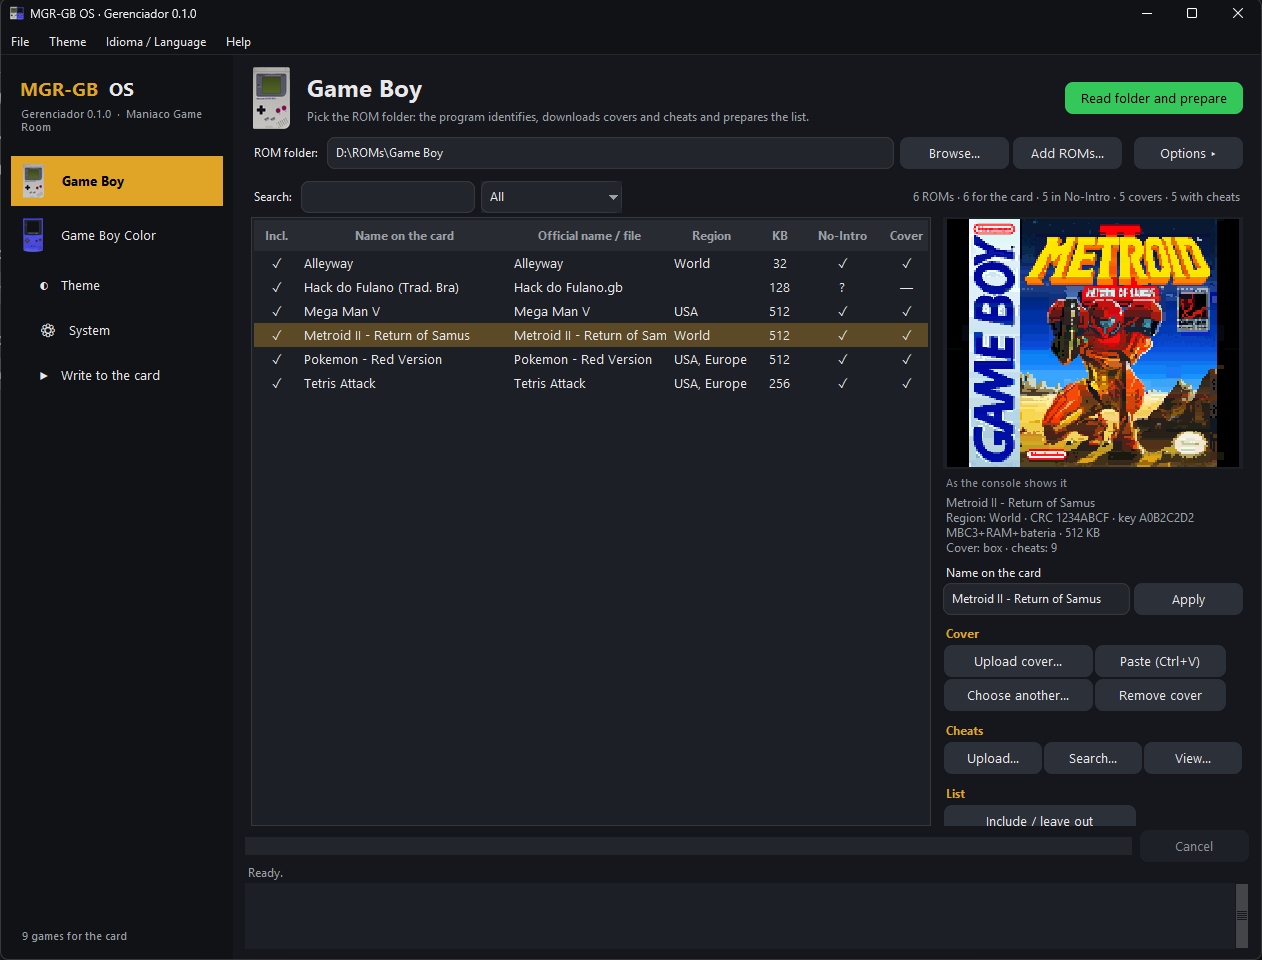 MGR-GB OS · Gerenciador 0.1.0
File Theme Idioma / Language Help
MGR-GB OS
Gerenciador 0.1.0 · Maniaco Game
Room
Game Boy
Game Boy Color
Theme
System
Write to the card
9 games for the card
Game Boy
Pick the ROM folder: the program identifies, downloads covers and cheats and prepares the list.
Read folder and prepare
ROM folder: D:\ROMs\Game Boy Browse... Add ROMs... Options ▸
Search: All 6 ROMs · 6 for the card · 5 in No-Intro · 5 covers · 5 with cheats
Incl. Name on the card Official name / file Region KB No-Intro Cover
✓ Alleyway Alleyway World 32 ✓ ✓
✓ Hack do Fulano (Trad. Bra) Hack do Fulano.gb 128 ? —
✓ Mega Man V Mega Man V USA 512 ✓ ✓
✓ Metroid II - Return of Samus Metroid II - Return of Sam World 512 ✓ ✓
✓ Pokemon - Red Version Pokemon - Red Version USA, Europe 512 ✓ ✓
✓ Tetris Attack Tetris Attack USA, Europe 256 ✓ ✓
GAME BOY
METROID II
RETURN OF SAMUS
Nintendo
As the console shows it
Metroid II - Return of Samus
Region: World · CRC 1234ABCF · key A0B2C2D2
MBC3+RAM+bateria · 512 KB
Cover: box · cheats: 9
Name on the card
Metroid II - Return of Samus Apply
Cover
Upload cover... Paste (Ctrl+V)
Choose another... Remove cover
Cheats
Upload... Search... View...
List
Include / leave out
Cancel
Ready.